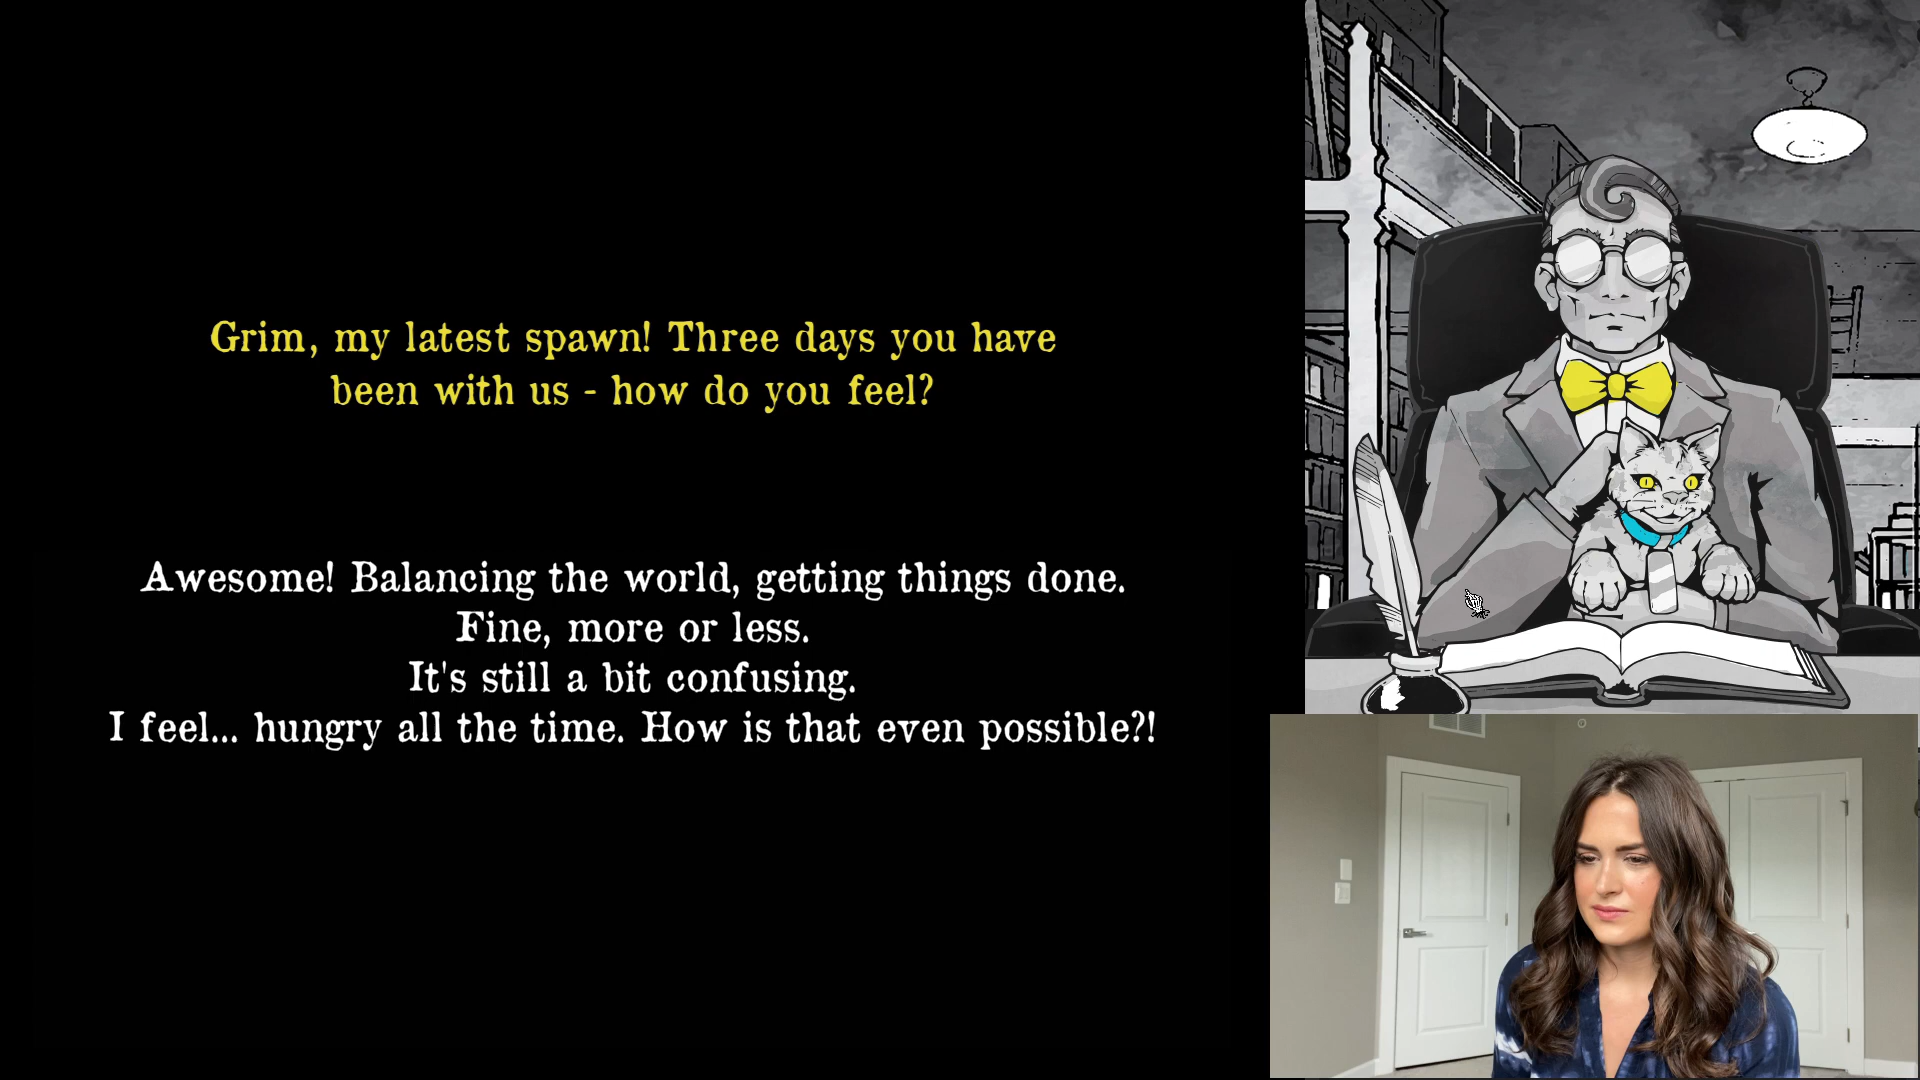 Grim, my latest spawn! Three days you have
been with us - how do you feel?
Awesome! Balancing the world, getting things done.
Fine, more or less.
It's still a bit confusing.
I feel... hungry all the time. How is that even possible?!